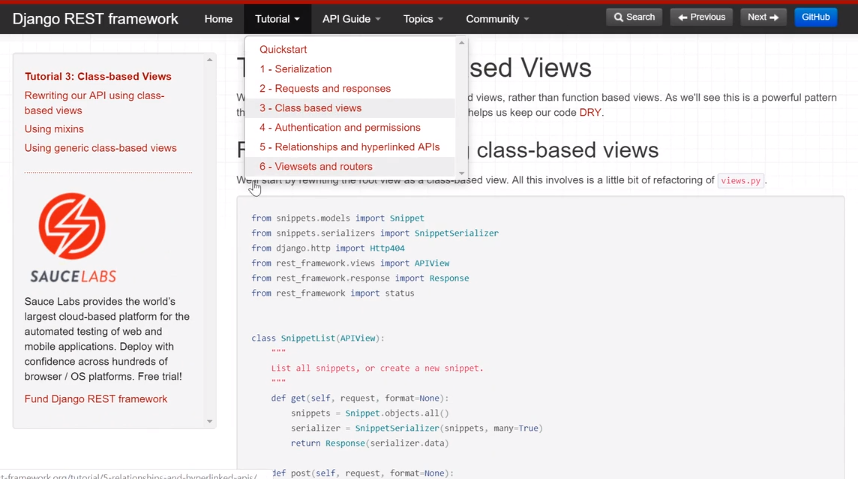 Django REST framework Home Tutorial API Guide Topics Community Search Previous Next GitHub
Quickstart
1 - Serialization
2 - Requests and responses
3 - Class based views
4 - Authentication and permissions
5 - Relationships and hyperlinked APIs
6 - Viewsets and routers
Tutorial 3: Class-based Views
Rewriting our API using class-
based views
Using mixins
Using generic class-based views
SAUCELABS
Sauce Labs provides the world's
largest cloud-based platform for the
automated testing of web and
mobile applications. Deploy with
confidence across hundreds of
browser / OS platforms. Free trial!
Fund Django REST framework
sed Views
d views, rather than function based views. As we'll see this is a powerful pattern
helps us keep our code DRY.
class-based views
We'll start by rewriting the root view as a class-based view. All this involves is a little bit of refactoring of views.py.
from snippets.models import Snippet
from snippets.serializers import SnippetSerializer
from django.http import Http404
from rest_framework.views import APIView
from rest_framework.response import Response
from rest_framework import status
class SnippetList(APIView):
"""
List all snippets, or create a new snippet.
"""
def get(self, request, format=None):
snippets = Snippet.objects.all()
serializer = SnippetSerializer(snippets, many=True)
return Response(serializer.data)
def post(self, request, format=None):
t-framework.org/tutorial/5-relationships-and-hyperlinked-apis/